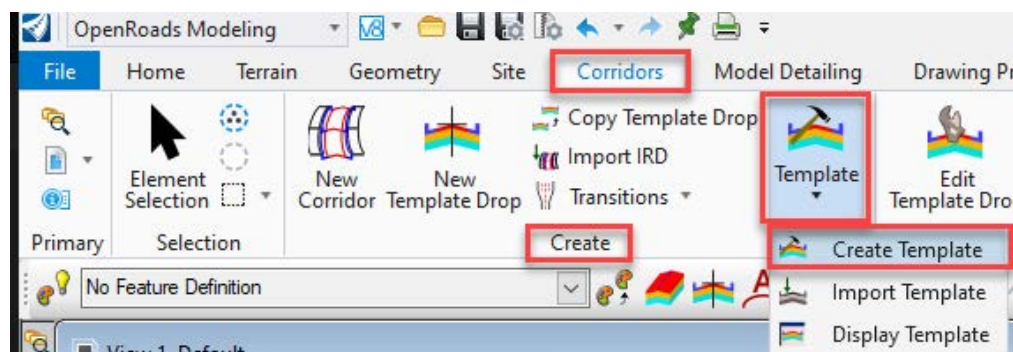 OpenRoads Modeling
File Home Terrain Geometry Site Corridors Model Detailing Drawing Pr
Copy Template Drop
Import IRD
Transitions
Element
Selection
New
Corridor
New
Template Drop
Template
Edit
Template Dro
Primary Selection Create
Create Template
No Feature Definition
Import Template
View 1, Default
Display Template